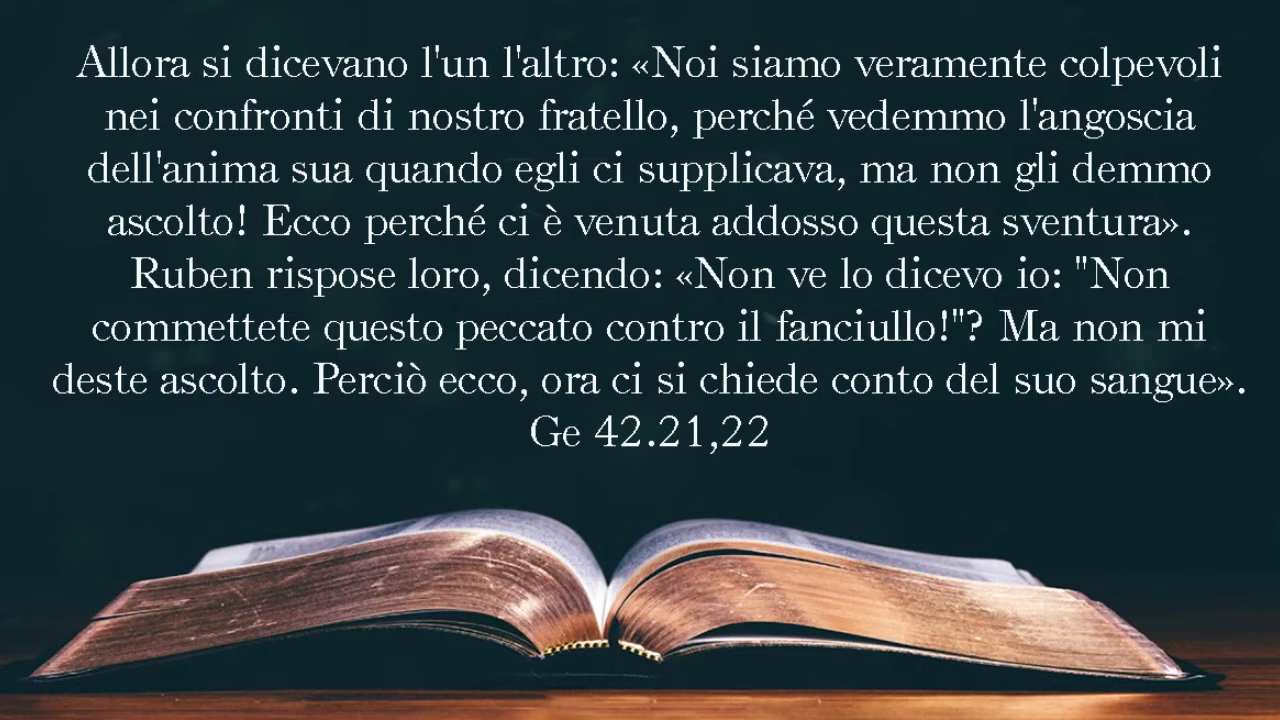 Allora si dicevano l'un l'altro: «Noi siamo veramente colpevoli
nei confronti di nostro fratello, perché vedemmo l'angoscia
dell'anima sua quando egli ci supplicava, ma non gli demmo
ascolto! Ecco perché ci è venuta addosso questa sventura».
Ruben rispose loro, dicendo: «Non ve lo dicevo io: "Non
commettete questo peccato contro il fanciullo!"? Ma non mi
deste ascolto. Perciò ecco, ora ci si chiede conto del suo sangue».
Ge 42.21,22